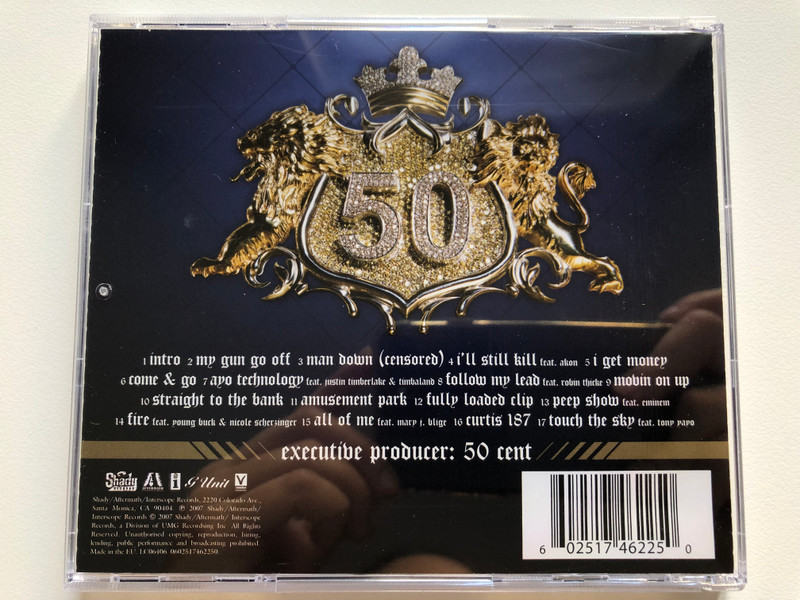 50
1 intro 2 my gun go off 3 man down (censored) 4 i'll still kill feat. akon 5 i get money
6 come & go 7 ayo technology feat. justin timberlake & timbaland 8 follow my lead feat. robin thicke 9 movin on up
10 straight to the bank 11 amusement park 12 fully loaded clip 13 peep show feat. eminem
14 fire feat. young buck & nicole scherzinger 15 all of me feat. mary j. blige 16 curtis 187 17 touch the sky feat. tony yayo
executive producer: 50 cent
Shady G Unit
Shady/Aftermath/Interscope Records, 2220 Colorado Ave.,
Santa Monica, CA 90404. ℗ 2007 Shady/Aftermath/
Interscope Records © 2007 Shady/Aftermath/ Interscope
Records, a Division of UMG Recordsing Inc. All Rights
Reserved. Unauthorised copying, reproduction, hiring,
lending, public performance and broadcasting prohibited.
Made in the EU. LC06406 0602517462250.
6 02517 46225 0